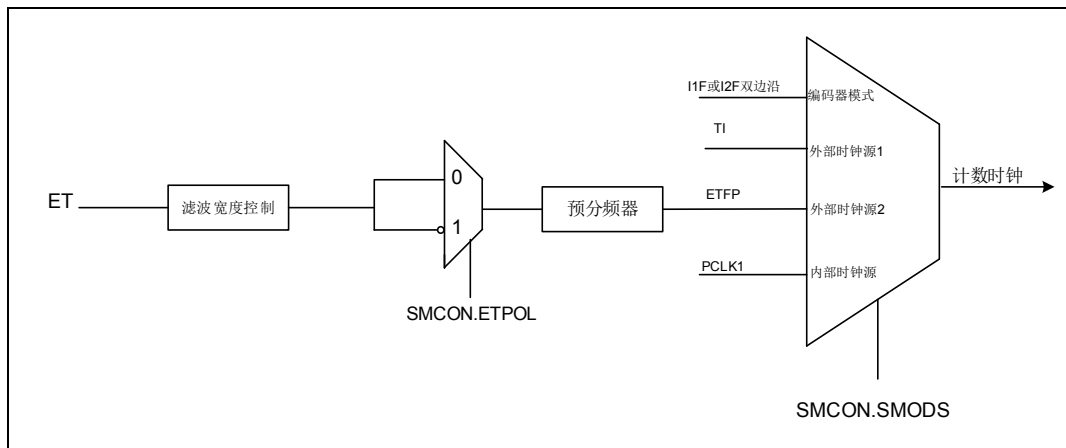 I1F或I2F双边沿
编码器模式
TI
外部时钟源1
计数时钟
ET
滤波宽度控制
0
1
预分频器
ETFP
外部时钟源2
PCLK1
内部时钟源
SMCON.ETPOL
SMCON.SMODS